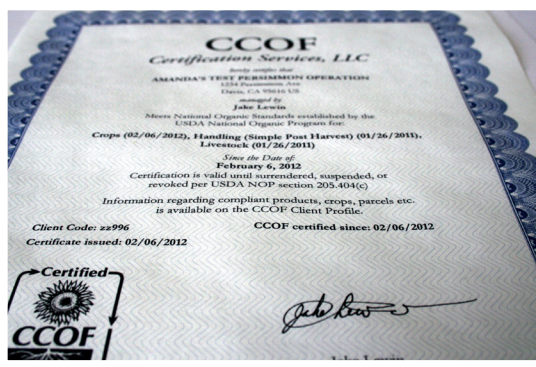 CCOF
Certification Services, LLC
hereby certifies that
AMANDA'S TEST PERSIMMON OPERATION
1234 Persimmon Ave
Davis, CA 95616 US
managed by
Jake Lewin
Meets National Organic Standards established by the
USDA National Organic Program for:
Crops (02/06/2012), Handling (Simple Post Harvest) (01/26/2011),
Livestock (01/26/2011)
Since the Date of:
February 6, 2012
Certification is valid until surrendered, suspended, or
revoked per USDA NOP section 205.404(c)
Information regarding compliant products, crops, parcels etc.
is available on the CCOF Client Profile.
Client Code: zz996
CCOF certified since: 02/06/2012
Certificate issued: 02/06/2012
Certified
CCOF
Jake Lewin